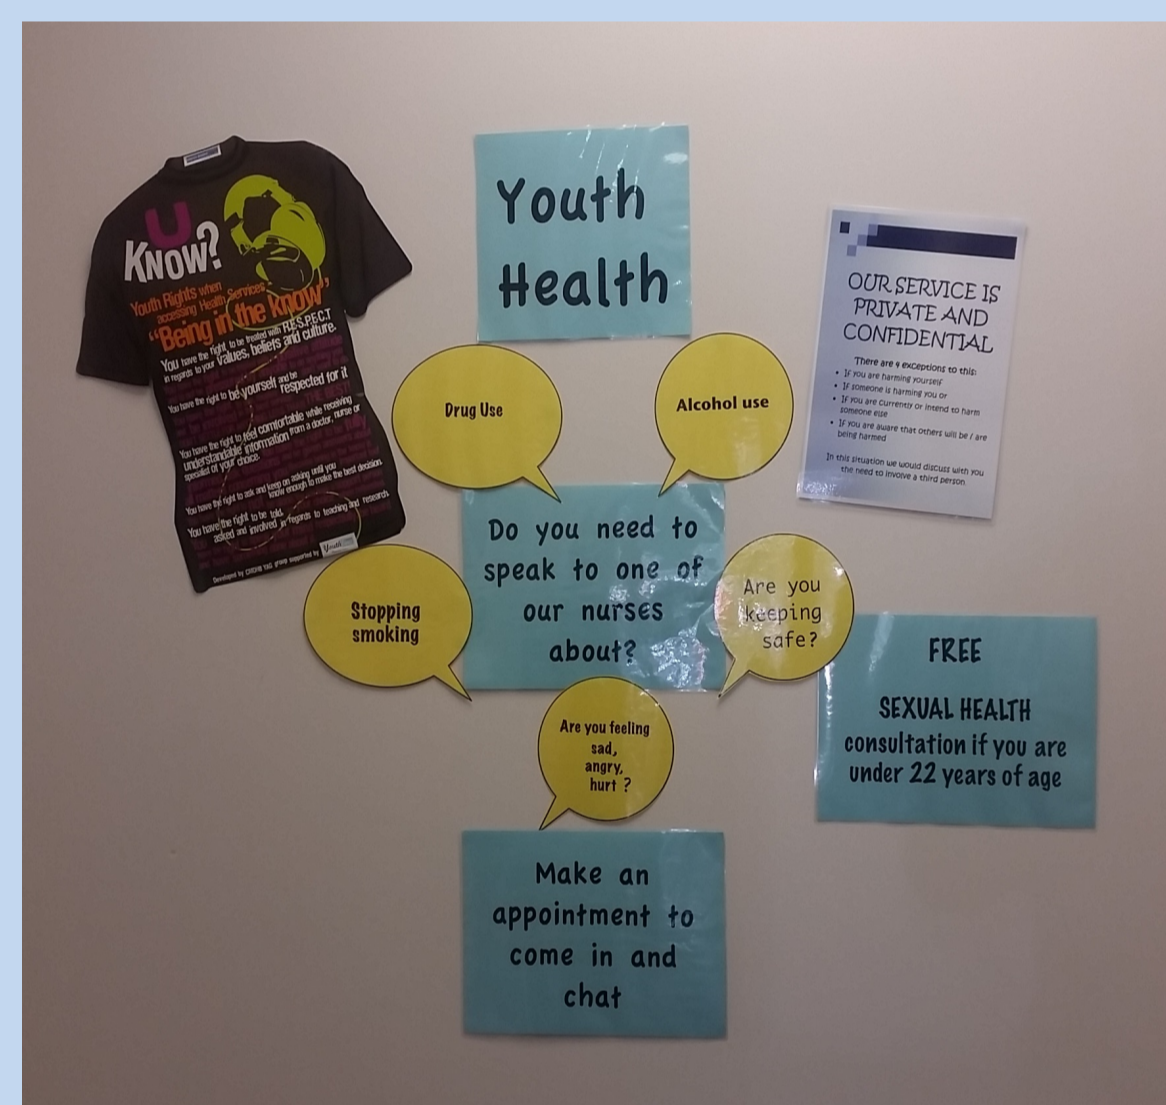 Youth
Health
U
KNOW?
Youth Rights when
accessing Health Services
"Being in the know"
You have the right to be treated with R.E.S.P.E.C.T
in regards to your values, beliefs and culture.
You have the right to be yourself and be
respected for it
You have the right to feel comfortable while receiving
understandable information from a doctor, nurse or
specialist of your choice.
You have the right to ask and keep on asking until you
know enough to make the best decision.
You have the right to be told,
asked and involved in regards to teaching and research
Developed by YAG group supported by
OUR SERVICE IS
PRIVATE AND
CONFIDENTIAL
There are 4 exceptions to this:
• If you are harming yourself
• If someone is harming you or
• If you are currently or intend to harm
someone else
• If you are aware that others will be / are
being harmed
In this situation we would discuss with you
the need to involve a third person
Drug Use
Alcohol use
Do you need to
speak to one of
our nurses
about?
Stopping
smoking
Are you
keeping
safe?
Are you feeling
sad,
angry,
hurt ?
FREE
SEXUAL HEALTH
consultation if you are
under 22 years of age
Make an
appointment to
come in and
chat